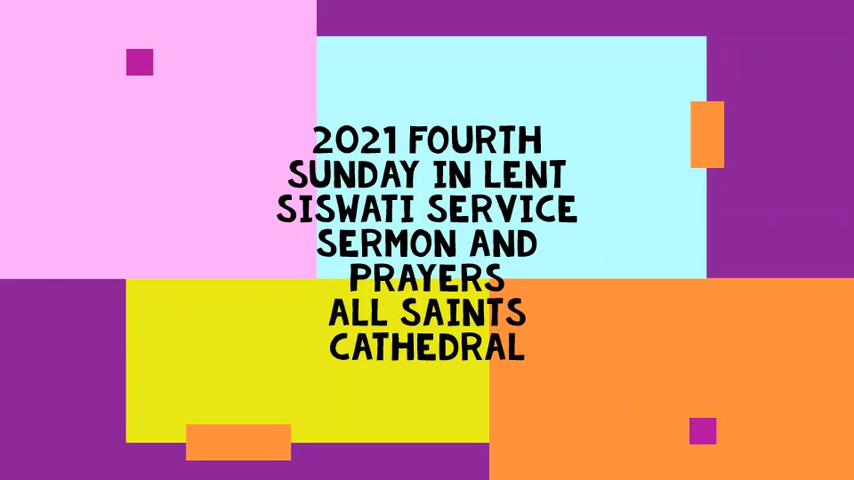 2021 FOURTH
SUNDAY IN LENT
SISWATI SERVICE
SERMON AND
PRAYERS
ALL SAINTS
CATHEDRAL